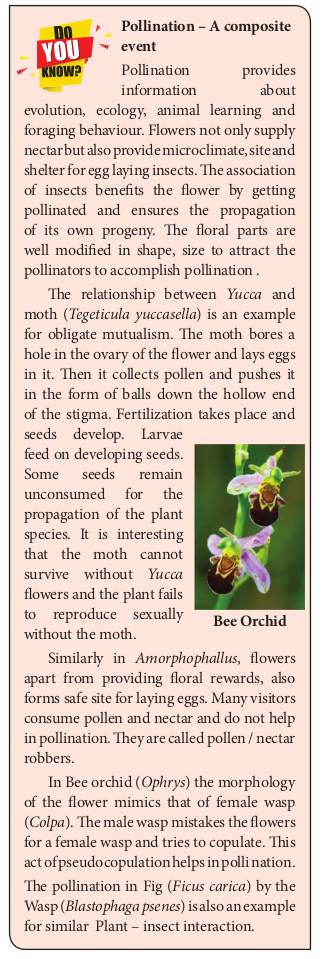 DO
YOU
KNOW?
Pollination – A composite
event
Pollination provides
information about
evolution, ecology, animal learning and
foraging behaviour. Flowers not only supply
nectar but also provide microclimate, site and
shelter for egg laying insects. The association
of insects benefits the flower by getting
pollinated and ensures the propagation
of its own progeny. The floral parts are
well modified in shape, size to attract the
pollinators to accomplish pollination .
The relationship between Yucca and
moth (Tegeticula yuccasella) is an example
for obligate mutualism. The moth bores a
hole in the ovary of the flower and lays eggs
in it. Then it collects pollen and pushes it
in the form of balls down the hollow end
of the stigma. Fertilization takes place and
seeds develop. Larvae
feed on developing seeds.
Some seeds remain
unconsumed for the
propagation of the plant
species. It is interesting
that the moth cannot
survive without Yucca
flowers and the plant fails
to reproduce sexually
without the moth.
Bee Orchid
Similarly in Amorphophallus, flowers
apart from providing floral rewards, also
forms safe site for laying eggs. Many visitors
consume pollen and nectar and do not help
in pollination. They are called pollen / nectar
robbers.
In Bee orchid (Ophrys) the morphology
of the flower mimics that of female wasp
(Colpa). The male wasp mistakes the flowers
for a female wasp and tries to copulate. This
act of pseudocopulation helps in polli nation.
The pollination in Fig (Ficus carica) by the
Wasp (Blastophaga psenes) is also an example
for similar Plant – insect interaction.